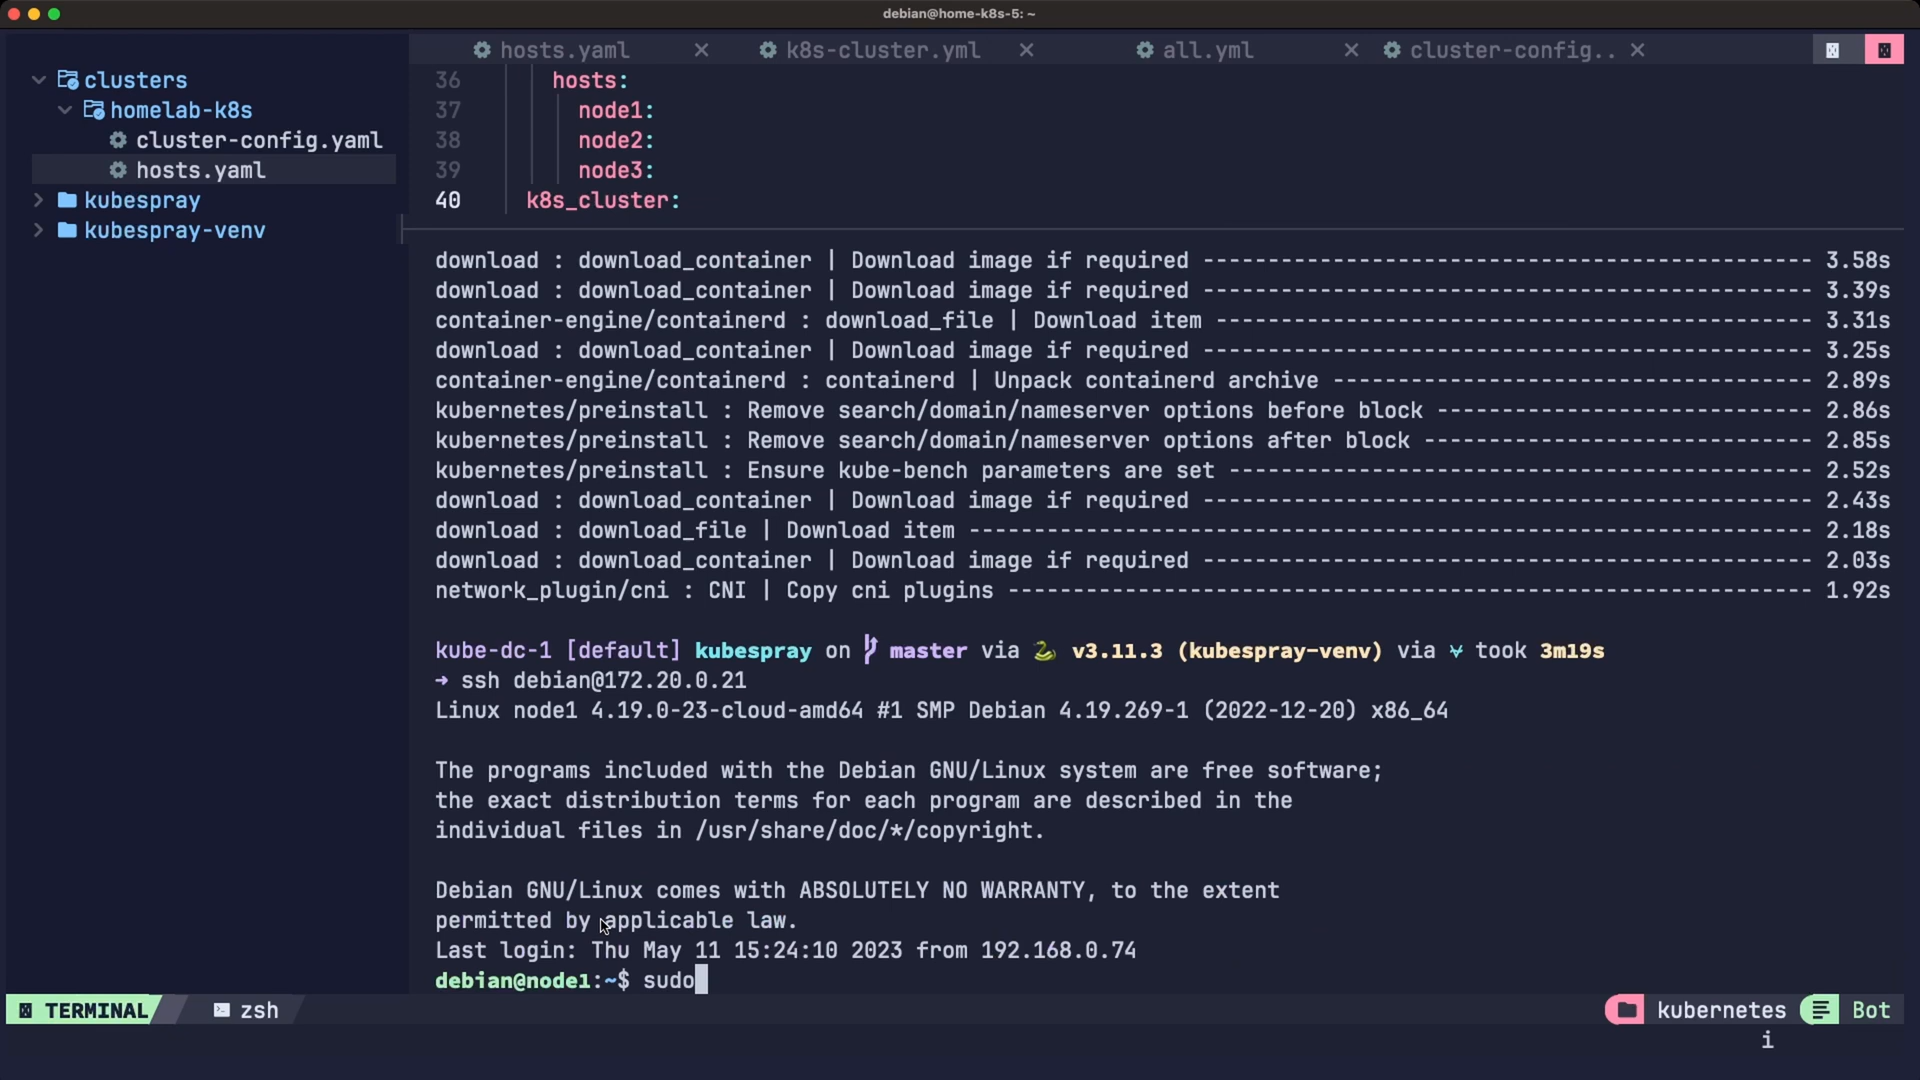 debian@home-k8s-5: ~
clusters
homelab-k8s
cluster-config.yaml
hosts.yaml
kubespray
kubespray-venv
hosts.yaml
k8s-cluster.yml
all.yml
cluster-config..
36 hosts:
37 node1:
38 node2:
39 node3:
40 k8s_cluster:
download : download_container | Download image if required ----------------------------------------------- 3.58s
download : download_container | Download image if required ----------------------------------------------- 3.39s
container-engine/containerd : download_file | Download item ---------------------------------------------- 3.31s
download : download_container | Download image if required ----------------------------------------------- 3.25s
container-engine/containerd : containerd | Unpack containerd archive ------------------------------------- 2.89s
kubernetes/preinstall : Remove search/domain/nameserver options before block ----------------------------- 2.86s
kubernetes/preinstall : Remove search/domain/nameserver options after block ------------------------------ 2.85s
kubernetes/preinstall : Ensure kube-bench parameters are set --------------------------------------------- 2.52s
download : download_container | Download image if required ----------------------------------------------- 2.43s
download : download_file | Download item ----------------------------------------------------------------- 2.18s
download : download_container | Download image if required ----------------------------------------------- 2.03s
network_plugin/cni : CNI | Copy cni plugins -------------------------------------------------------------- 1.92s
kube-dc-1 [default] kubespray on master via 🐍 v3.11.3 (kubespray-venv) via took 3m19s
➜ ssh debian@172.20.0.21
Linux node1 4.19.0-23-cloud-amd64 #1 SMP Debian 4.19.269-1 (2022-12-20) x86_64
The programs included with the Debian GNU/Linux system are free software;
the exact distribution terms for each program are described in the
individual files in /usr/share/doc/*/copyright.
Debian GNU/Linux comes with ABSOLUTELY NO WARRANTY, to the extent
permitted by applicable law.
Last login: Thu May 11 15:24:10 2023 from 192.168.0.74
debian@node1:~$ sudo
TERMINAL zsh kubernetes Bot
i